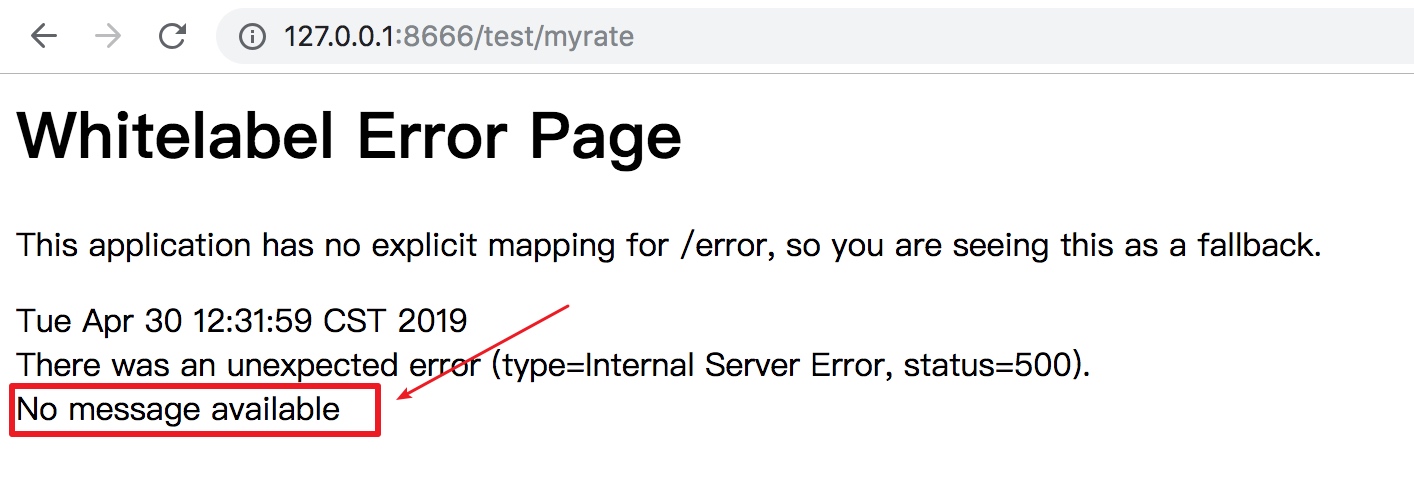 127.0.0.1:8666/test/myrate
Whitelabel Error Page
This application has no explicit mapping for /error, so you are seeing this as a fallback.
Tue Apr 30 12:31:59 CST 2019
There was an unexpected error (type=Internal Server Error, status=500).
No message available